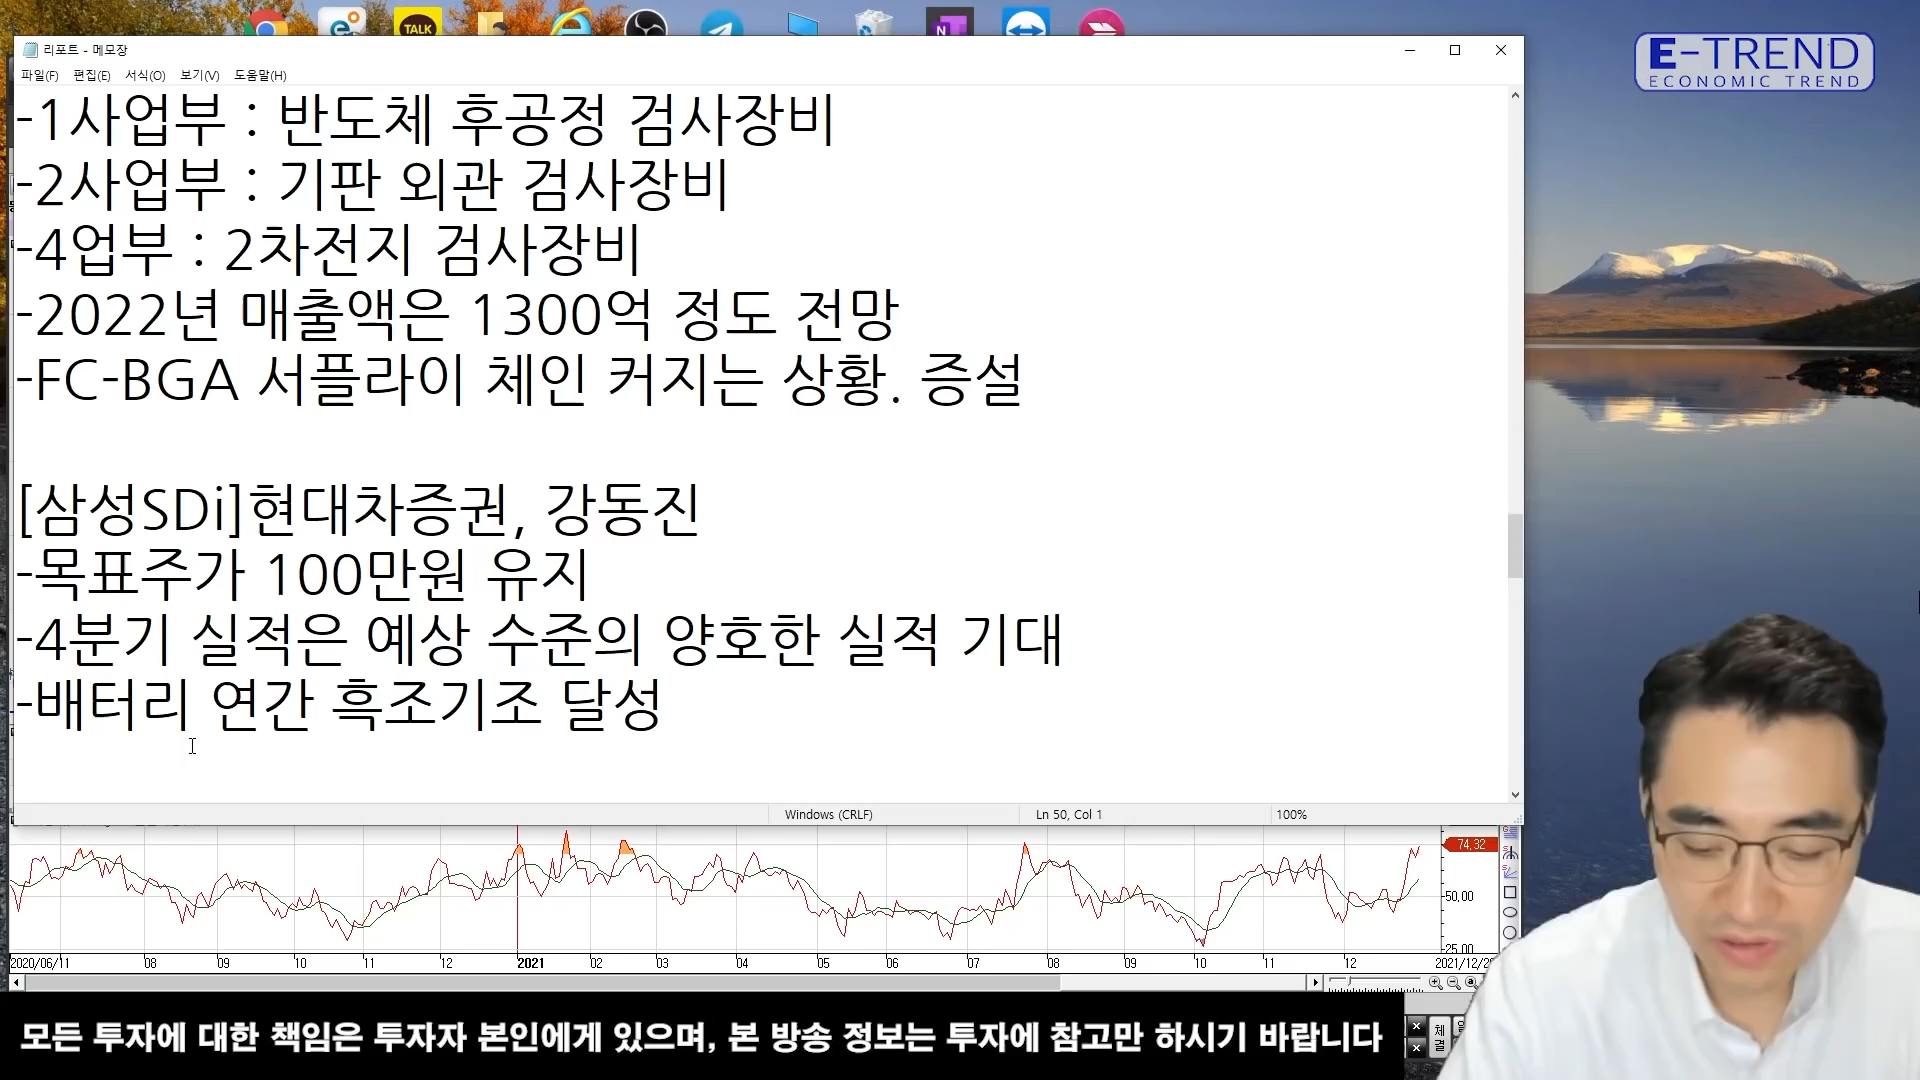 TALK
리포트 - 메모장
파일(F) 편집(E) 서식(O) 보기(V) 도움말(H)
E-TREND
ECONOMIC TREND
-1사업부 : 반도체 후공정 검사장비
-2사업부 : 기판 외관 검사장비
-4업부 : 2차전지 검사장비
-2022년 매출액은 1300억 정도 전망
-FC-BGA 서플라이 체인 커지는 상황. 증설
[삼성SDi]현대차증권, 강동진
-목표주가 100만원 유지
-4분기 실적은 예상 수준의 양호한 실적 기대
-배터리 연간 흑조기조 달성
Windows (CRLF) Ln 50, Col 1 100%
74,32
50,00
25,00
2020/06/11 08 09 10 11 12 2021 02 03 04 05 06 07 08 09 10 11 12 2021/12/2
체결
모든 투자에 대한 책임은 투자자 본인에게 있으며, 본 방송 정보는 투자에 참고만 하시기 바랍니다